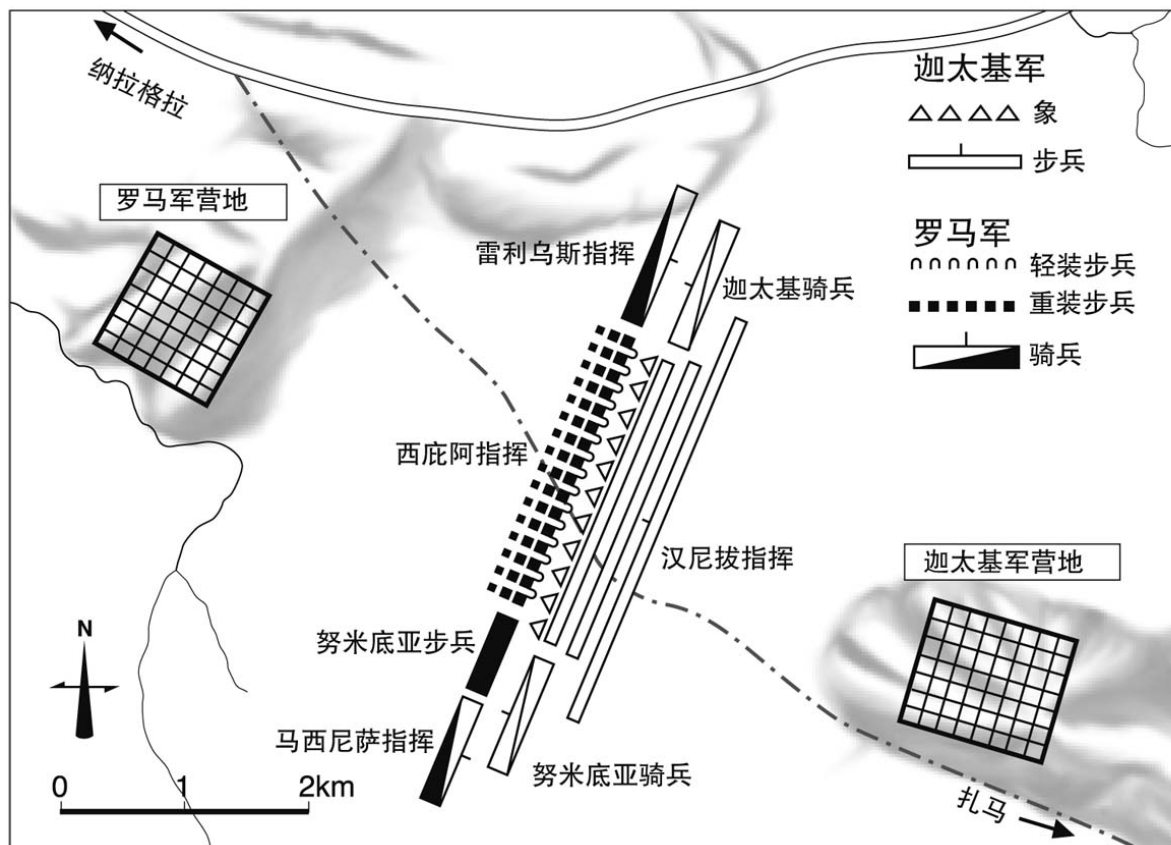 纳拉格拉
迦太基军
象
步兵
罗马军营地
罗马军
轻装步兵
重装步兵
骑兵
雷利乌斯指挥
迦太基骑兵
西庇阿指挥
汉尼拔指挥
迦太基军营地
N
努米底亚步兵
马西尼萨指挥
努米底亚骑兵
0 1 2km
扎马